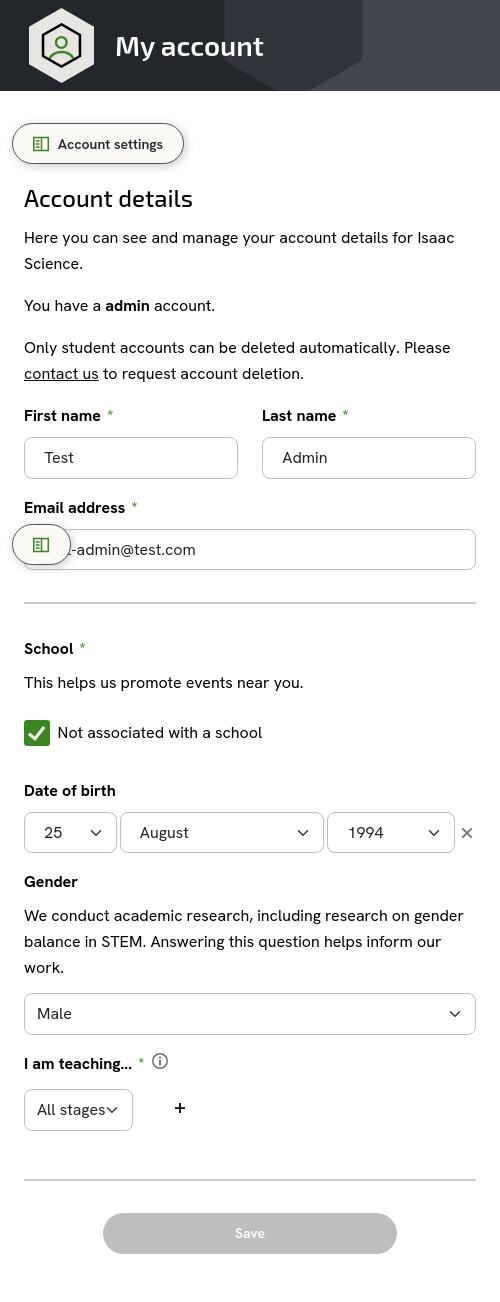 My account
Account settings
Account details
Here you can see and manage your account details for Isaac
Science.
You have a admin account.
Only student accounts can be deleted automatically. Please
contact us to request account deletion.
First name *
Last name *
Test
Admin
Email address *
-admin@test.com
School *
This helps us promote events near you.
Not associated with a school
Date of birth
25 August 1994
Gender
We conduct academic research, including research on gender
balance in STEM. Answering this question helps inform our
work.
Male
I am teaching... *
All stages
Save